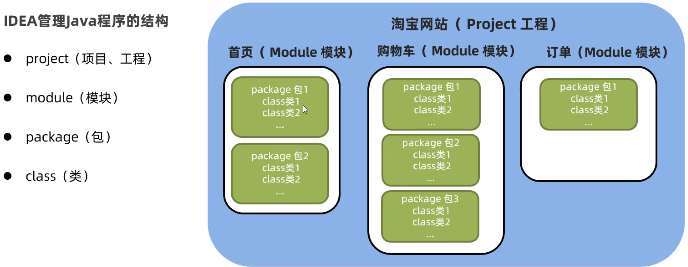 IDEA管理Java程序的结构
● project（项目、工程）
● module（模块）
● package（包）
● class（类）
淘宝网站（ Project 工程）
首页（ Module 模块）
package 包1
class类1
class类2
...
package 包2
class类1
class类2
...
购物车（ Module 模块）
package 包1
class类1
class类2
package 包2
class类1
class类2
...
package 包3
class类1
class类2
...
订单（Module 模块）
package 包1
class类1
class类2
...